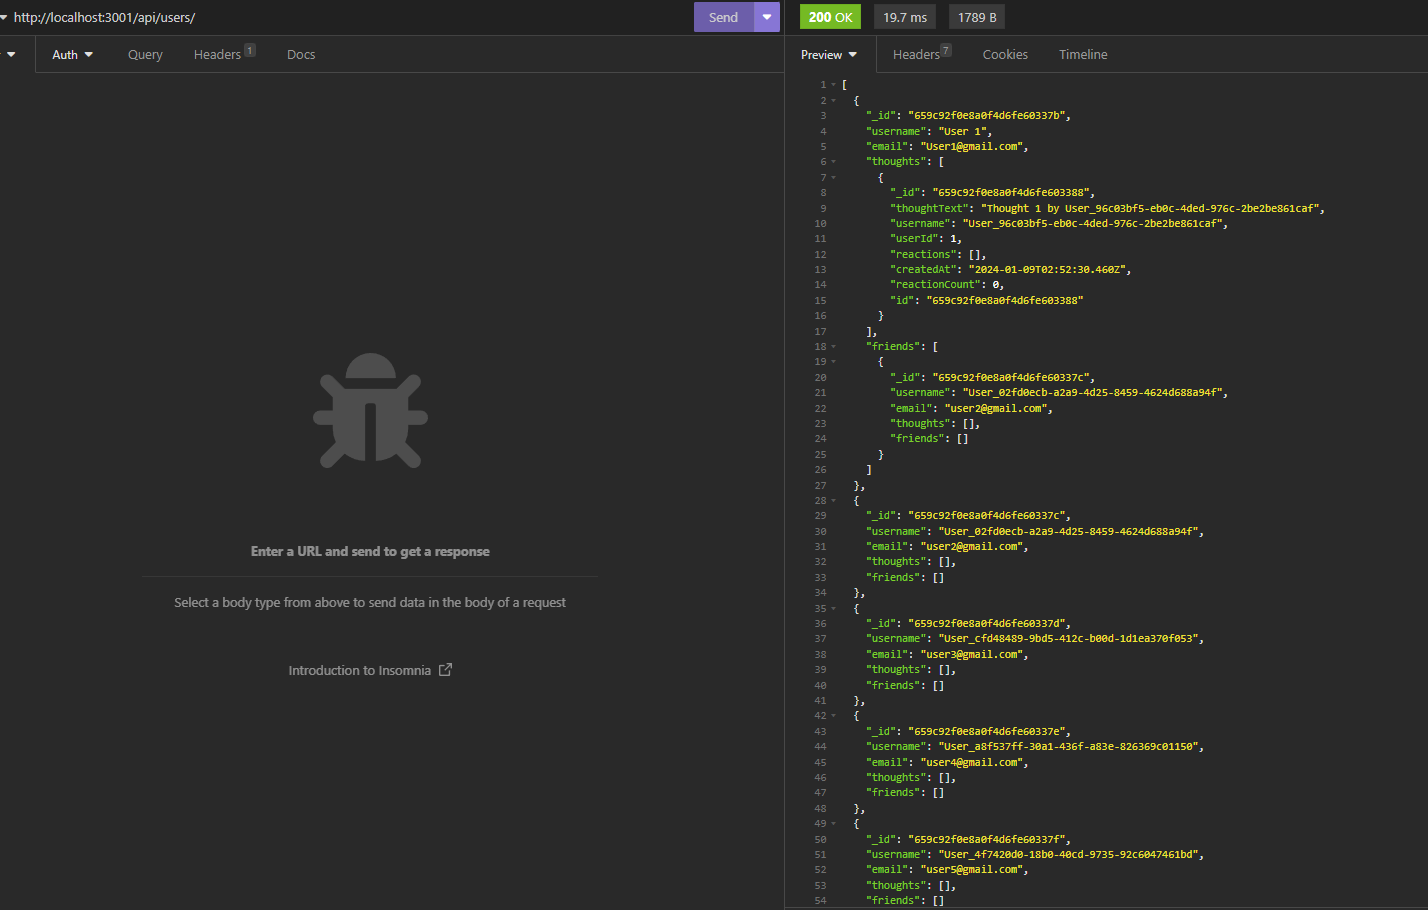 http://localhost:3001/api/users/
Send
200 OK
19.7 ms
1789 B
Auth
Query
Headers 1
Docs
Preview
Headers 7
Cookies
Timeline
Enter a URL and send to get a response
Select a body type from above to send data in the body of a request
Introduction to Insomnia
1 [
2 {
3 "_id": "659c92f0e8a0f4d6fe60337b",
4 "username": "User 1",
5 "email": "User1@gmail.com",
6 "thoughts": [
7 {
8 "_id": "659c92f0e8a0f4d6fe603388",
9 "thoughtText": "Thought 1 by User_96c03bf5-eb0c-4ded-976c-2be2be861caf",
10 "username": "User_96c03bf5-eb0c-4ded-976c-2be2be861caf",
11 "userId": 1,
12 "reactions": [],
13 "createdAt": "2024-01-09T02:52:30.460Z",
14 "reactionCount": 0,
15 "id": "659c92f0e8a0f4d6fe603388"
16 }
17 ],
18 "friends": [
19 {
20 "_id": "659c92f0e8a0f4d6fe60337c",
21 "username": "User_02fd0ecb-a2a9-4d25-8459-4624d688a94f",
22 "email": "user2@gmail.com",
23 "thoughts": [],
24 "friends": []
25 }
26 ]
27 },
28 {
29 "_id": "659c92f0e8a0f4d6fe60337c",
30 "username": "User_02fd0ecb-a2a9-4d25-8459-4624d688a94f",
31 "email": "user2@gmail.com",
32 "thoughts": [],
33 "friends": []
34 },
35 {
36 "_id": "659c92f0e8a0f4d6fe60337d",
37 "username": "User_cfd48489-9bd5-412c-b00d-1d1ea370f053",
38 "email": "user3@gmail.com",
39 "thoughts": [],
40 "friends": []
41 },
42 {
43 "_id": "659c92f0e8a0f4d6fe60337e",
44 "username": "User_a8f537ff-30a1-436f-a83e-826369c01150",
45 "email": "user4@gmail.com",
46 "thoughts": [],
47 "friends": []
48 },
49 {
50 "_id": "659c92f0e8a0f4d6fe60337f",
51 "username": "User_4f7420d0-18b0-40cd-9735-92c6047461bd",
52 "email": "user5@gmail.com",
53 "thoughts": [],
54 "friends": []